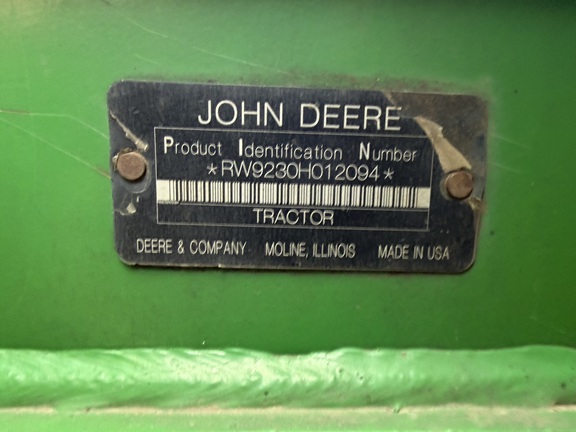 JOHN DEERE
Product Identification Number
*RW9230H012094*
TRACTOR
DEERE & COMPANY MOLINE, ILLINOIS MADE IN USA